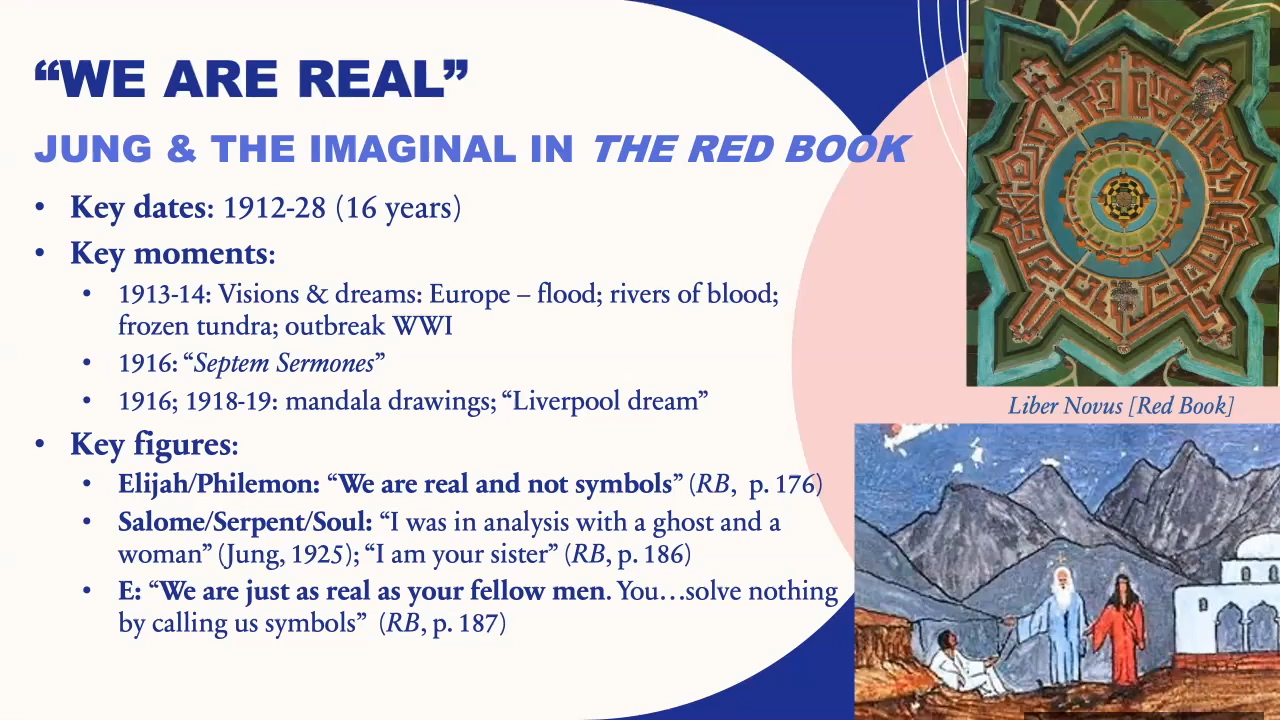 “WE ARE REAL”
JUNG & THE IMAGINAL IN THE RED BOOK
• Key dates: 1912-28 (16 years)
• Key moments:
• 1913-14: Visions & dreams: Europe – flood; rivers of blood;
frozen tundra; outbreak WWI
• 1916: “Septem Sermones”
• 1916; 1918-19: mandala drawings; “Liverpool dream”
• Key figures:
• Elijah/Philemon: “We are real and not symbols” (RB, p. 176)
• Salome/Serpent/Soul: “I was in analysis with a ghost and a
woman” (Jung, 1925); “I am your sister” (RB, p. 186)
• E: “We are just as real as your fellow men. You…solve nothing
by calling us symbols” (RB, p. 187)
Liber Novus [Red Book]